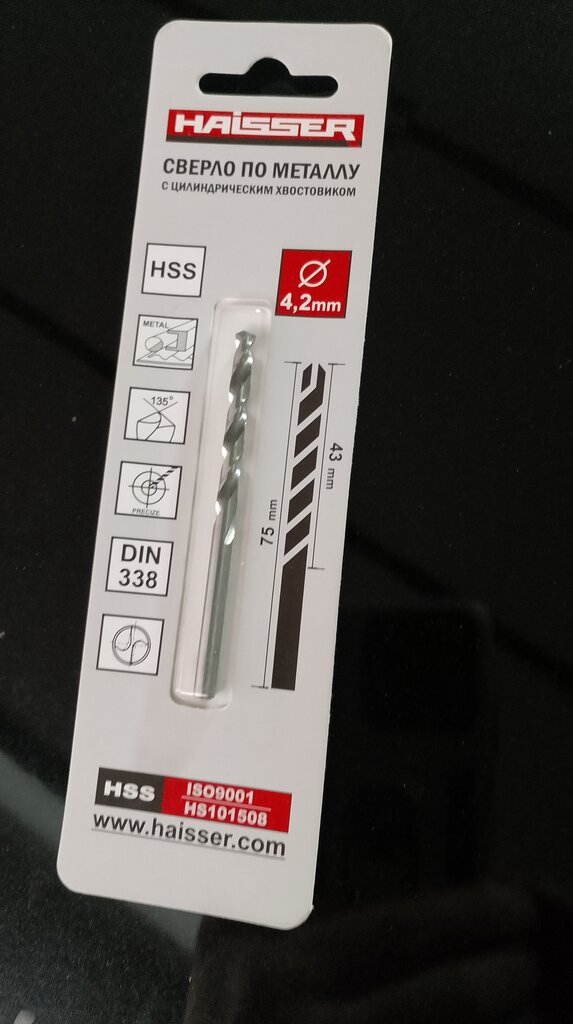 HAISSER
СВЕРЛО ПО МЕТАЛЛУ
С ЦИЛИНДРИЧЕСКИМ ХВОСТОВИКОМ
HSS
4,2mm
METAL
135°
43 mm
PRECIZE
75 mm
DIN
338
HSS
ISO9001
HS101508
www.haisser.com